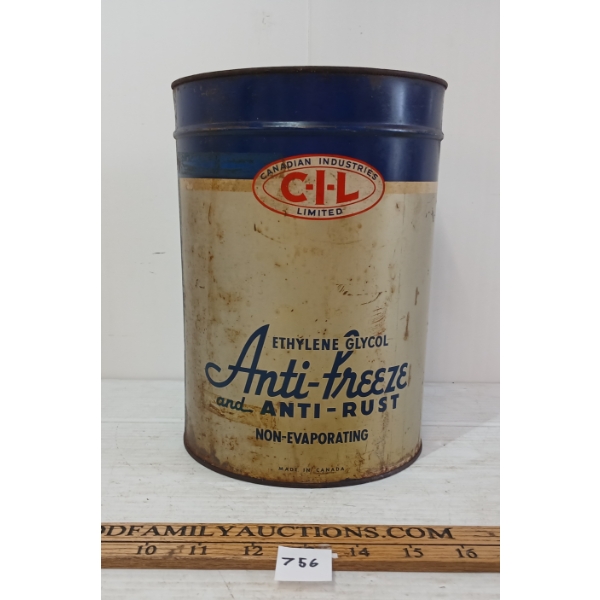 CANADIAN INDUSTRIES
C-I-L
LIMITED
ETHYLENE GLYCOL
Anti-Freeze
and ANTI-RUST
NON-EVAPORATING
MADE IN CANADA
DFAMILYAUCTIONS.COM
10 11 12 14 15 16
756